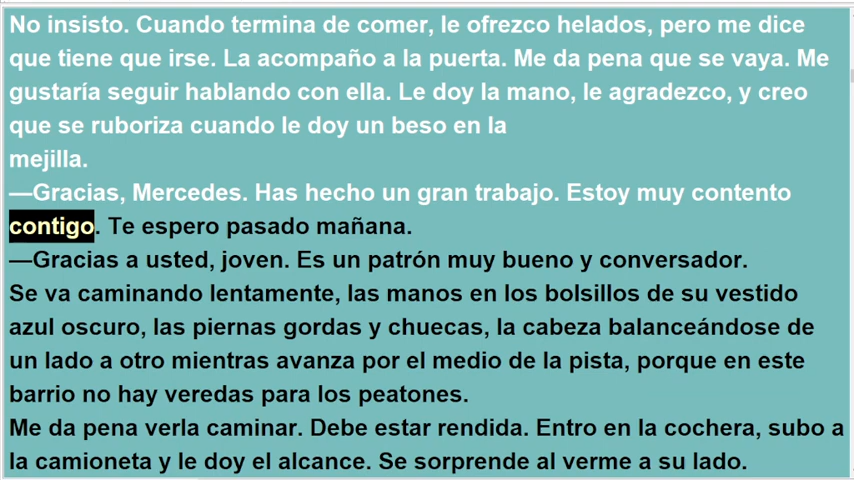 No insisto. Cuando termina de comer, le ofrezco helados, pero me dice
que tiene que irse. La acompaño a la puerta. Me da pena que se vaya. Me
gustaría seguir hablando con ella. Le doy la mano, le agradezco, y creo
que se ruboriza cuando le doy un beso en la
mejilla.
—Gracias, Mercedes. Has hecho un gran trabajo. Estoy muy contento
contigo. Te espero pasado mañana.
—Gracias a usted, joven. Es un patrón muy bueno y conversador.
Se va caminando lentamente, las manos en los bolsillos de su vestido
azul oscuro, las piernas gordas y chuecas, la cabeza balanceándose de
un lado a otro mientras avanza por el medio de la pista, porque en este
barrio no hay veredas para los peatones.
Me da pena verla caminar. Debe estar rendida. Entro en la cochera, subo a
la camioneta y le doy el alcance. Se sorprende al verme a su lado.